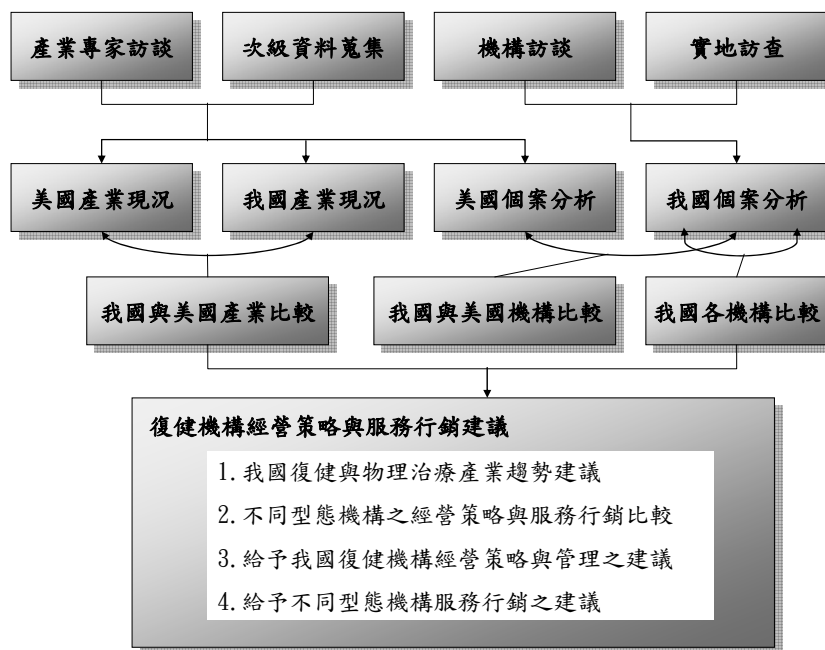 產業專家訪談
次級資料蒐集
機構訪談
實地訪查
美國產業現況
我國產業現況
美國個案分析
我國個案分析
我國與美國產業比較
我國與美國機構比較
我國各機構比較
復健機構經營策略與服務行銷建議
1.我國復健與物理治療產業趨勢建議
2.不同型態機構之經營策略與服務行銷比較
3.給予我國復健機構經營策略與管理之建議
4.給予不同型態機構服務行銷之建議